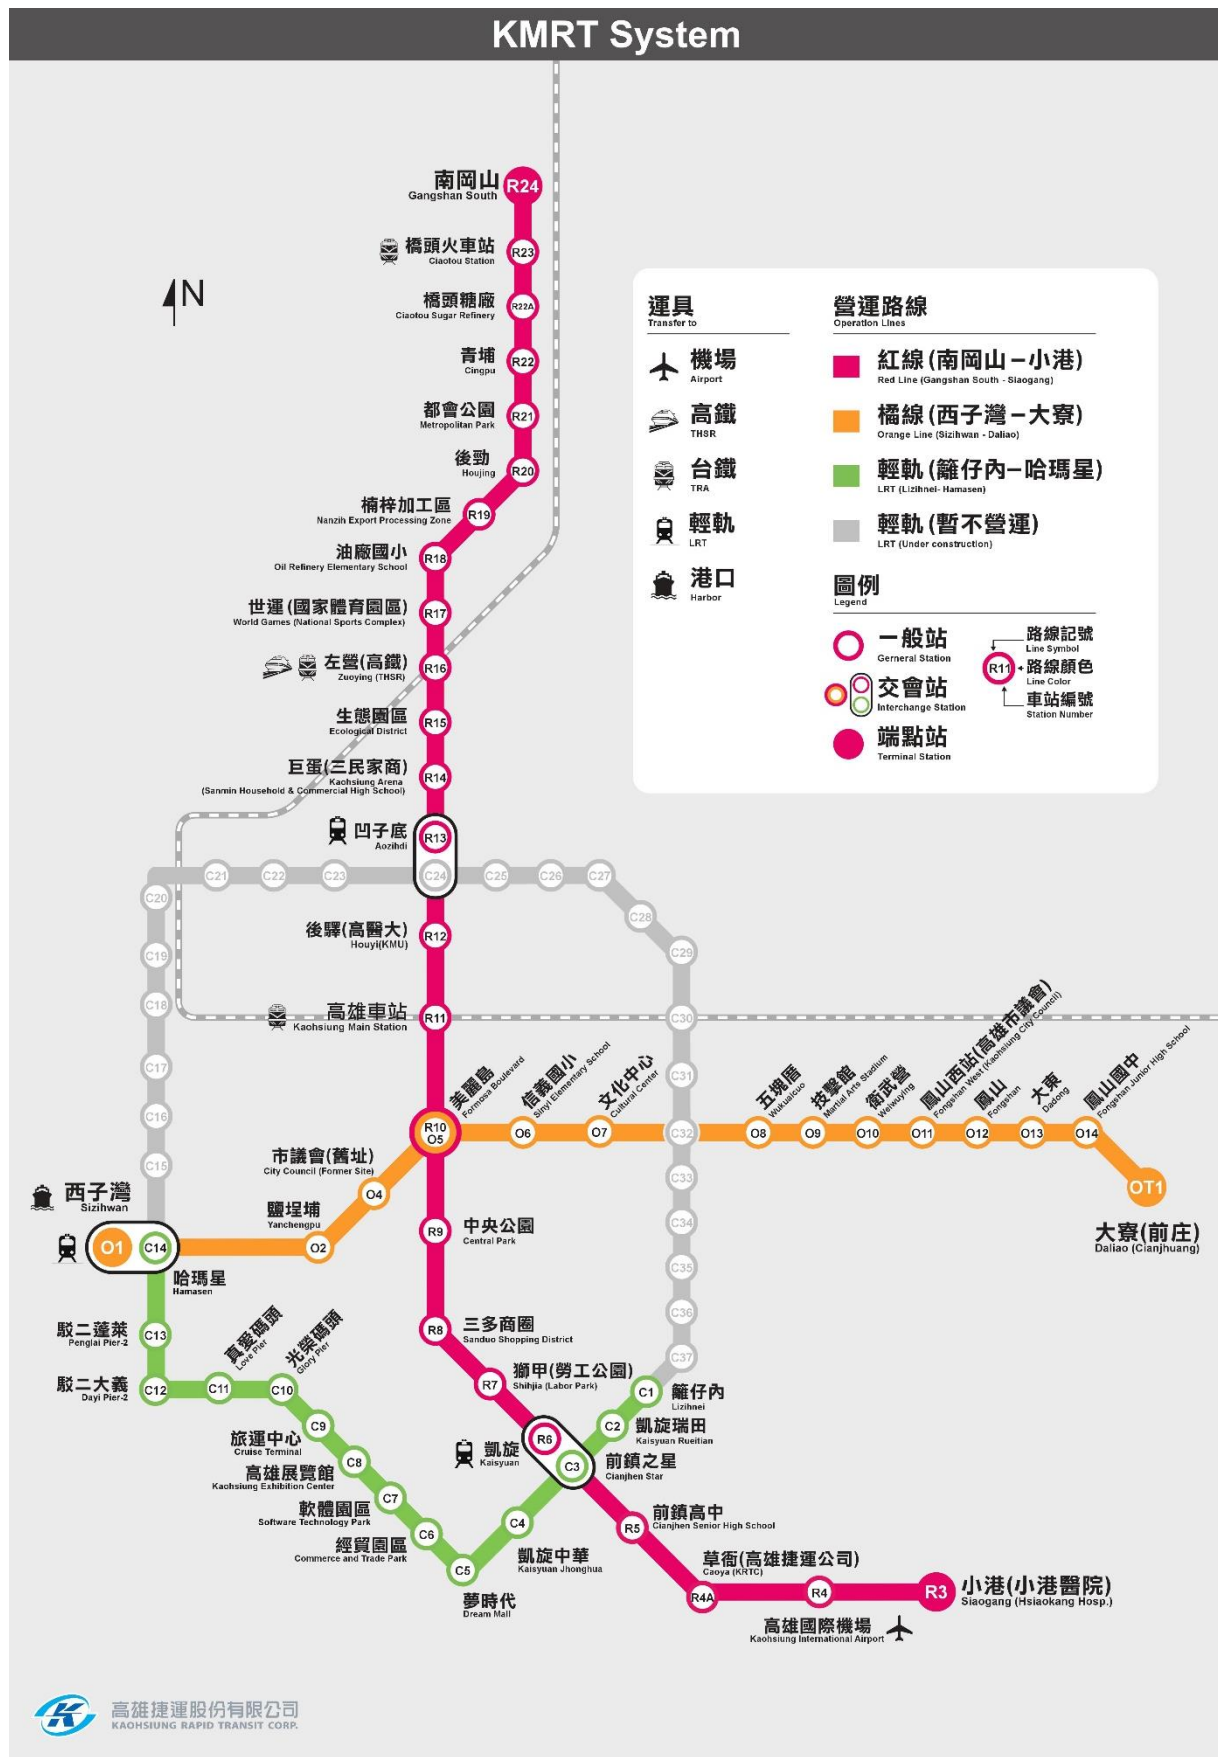 KMRT System
南岡山
Gangshan South
R24
橋頭火車站
Ciaotou Station
R23
橋頭糖廠
Ciaotou Sugar Refinery
R22A
青埔
Cingpu
R22
都會公園
Metropolitan Park
R21
後勁
Houjing
R20
楠梓加工區
Nanzih Export Processing Zone
R19
油廠國小
Oil Refinery Elementary School
R18
世運(國家體育園區)
World Games (National Sports Complex)
R17
左營(高鐵)
Zuoying (THSR)
R16
生態園區
Ecological District
R15
巨蛋(三民家商)
Kaohsiung Arena
(Sanmin Household & Commercial High School)
R14
凹子底
Aozihdi
R13
N
運具
Transfer to
機場
Airport
高鐵
THSR
台鐵
TRA
輕軌
LRT
港口
Harbor
營運路線
Operation Lines
紅線(南岡山－小港)
Red Line (Gangshan South - Siaogang)
橘線(西子灣－大寮)
Orange Line (Sizihwan - Daliao)
輕軌(籬仔內－哈瑪星)
LRT (Lizihnei- Hamasen)
輕軌(暫不營運)
LRT (Under construction)
圖例
Legend
一般站
Gerneral Station
交會站
Interchange Station
端點站
Terminal Station
R11
路線記號
Line Symbol
路線顏色
Line Color
車站編號
Station Number
C20
C21
C22
C23
C24
C25
C26
C27
C28
C29
C19
C18
C17
C16
C15
C30
C31
C32
C33
C34
C35
C36
C37
後驛(高醫大)
Houyi(KMU)
R12
高雄車站
Kaohsiung Main Station
R11
美麗島
Formosa Boulevard
R10
O5
信義國小
Sinyi Elementary School
O6
文化中心
Cultural Center
O7
五塊厝
Wukuaicuo
O8
技擊館
Martial Arts Stadium
O9
衛武營
Weiwuying
O10
鳳山西站(高雄市議會)
Fongshan West (Kaohsiung City Council)
O11
鳳山
Fongshan
O12
大東
Dadong
O13
鳳山國中
Fongshan Junior High School
O14
OT1
大寮(前庄)
Daliao (Cianjhuang)
市議會(舊址)
City Council (Former Site)
O4
鹽埕埔
Yanchengpu
O2
西子灣
Sizihwan
O1
C14
哈瑪星
Hamasen
駁二蓬萊
Penglai Pier-2
C13
駁二大義
Dayi Pier-2
C12
真愛碼頭
Love Pier
C11
光榮碼頭
Glory Pier
C10
旅運中心
Cruise Terminal
C9
高雄展覽館
Kaohsiung Exhibition Center
C8
軟體園區
Software Technology Park
C7
經貿園區
Commerce and Trade Park
C6
夢時代
Dream Mall
C5
凱旋中華
Kaisyuan Jhonghua
C4
前鎮之星
Cianjhen Star
C3
凱旋瑞田
Kaisyuan Rueitian
C2
籬仔內
Lizihnei
C1
中央公園
Central Park
R9
三多商圈
Sanduo Shopping District
R8
獅甲(勞工公園)
Shihjia (Labor Park)
R7
凱旋
Kaisyuan
R6
前鎮高中
Cianjhen Senior High School
R5
草衙(高雄捷運公司)
Caoya (KRTC)
R4A
高雄國際機場
Kaohsiung International Airport
R4
R3
小港(小港醫院)
Siaogang (Hsiaokang Hosp.)
K
高雄捷運股份有限公司
KAOHSIUNG RAPID TRANSIT CORP.